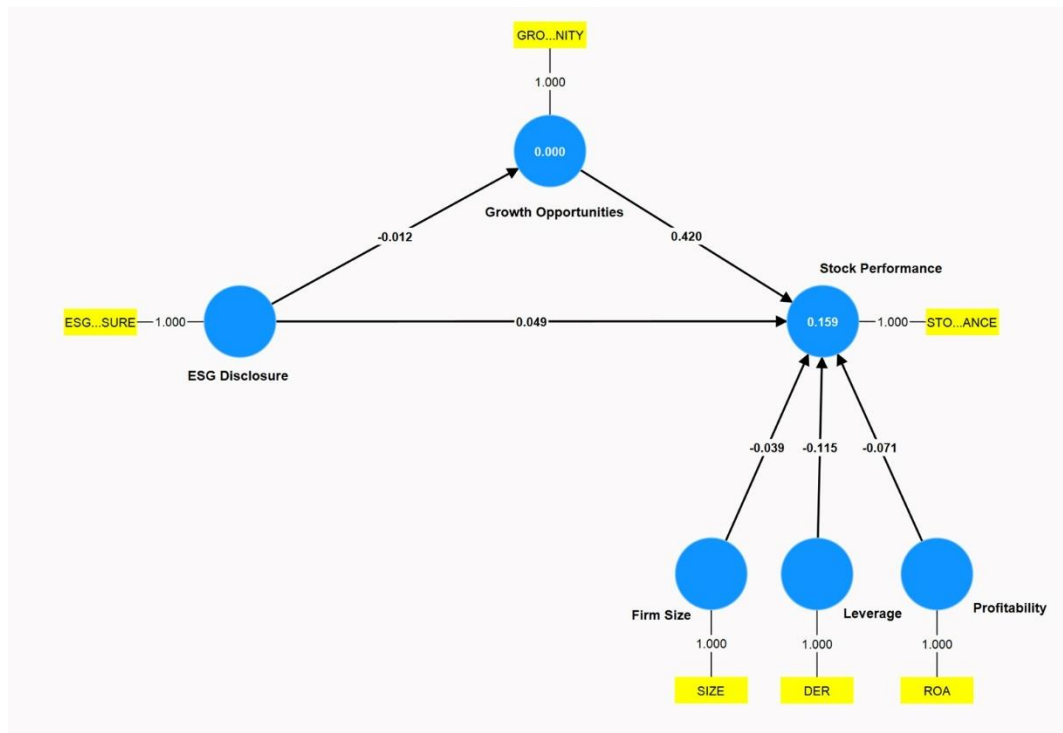 GRO...NITY
1.000
0.000
Growth Opportunities
-0.012
0.420
Stock Performance
ESG...SURE
1.000
0.049
0.159
1.000
STO...ANCE
ESG Disclosure
-0.039
-0.115
-0.071
Firm Size
Leverage
Profitability
1.000
1.000
1.000
SIZE
DER
ROA